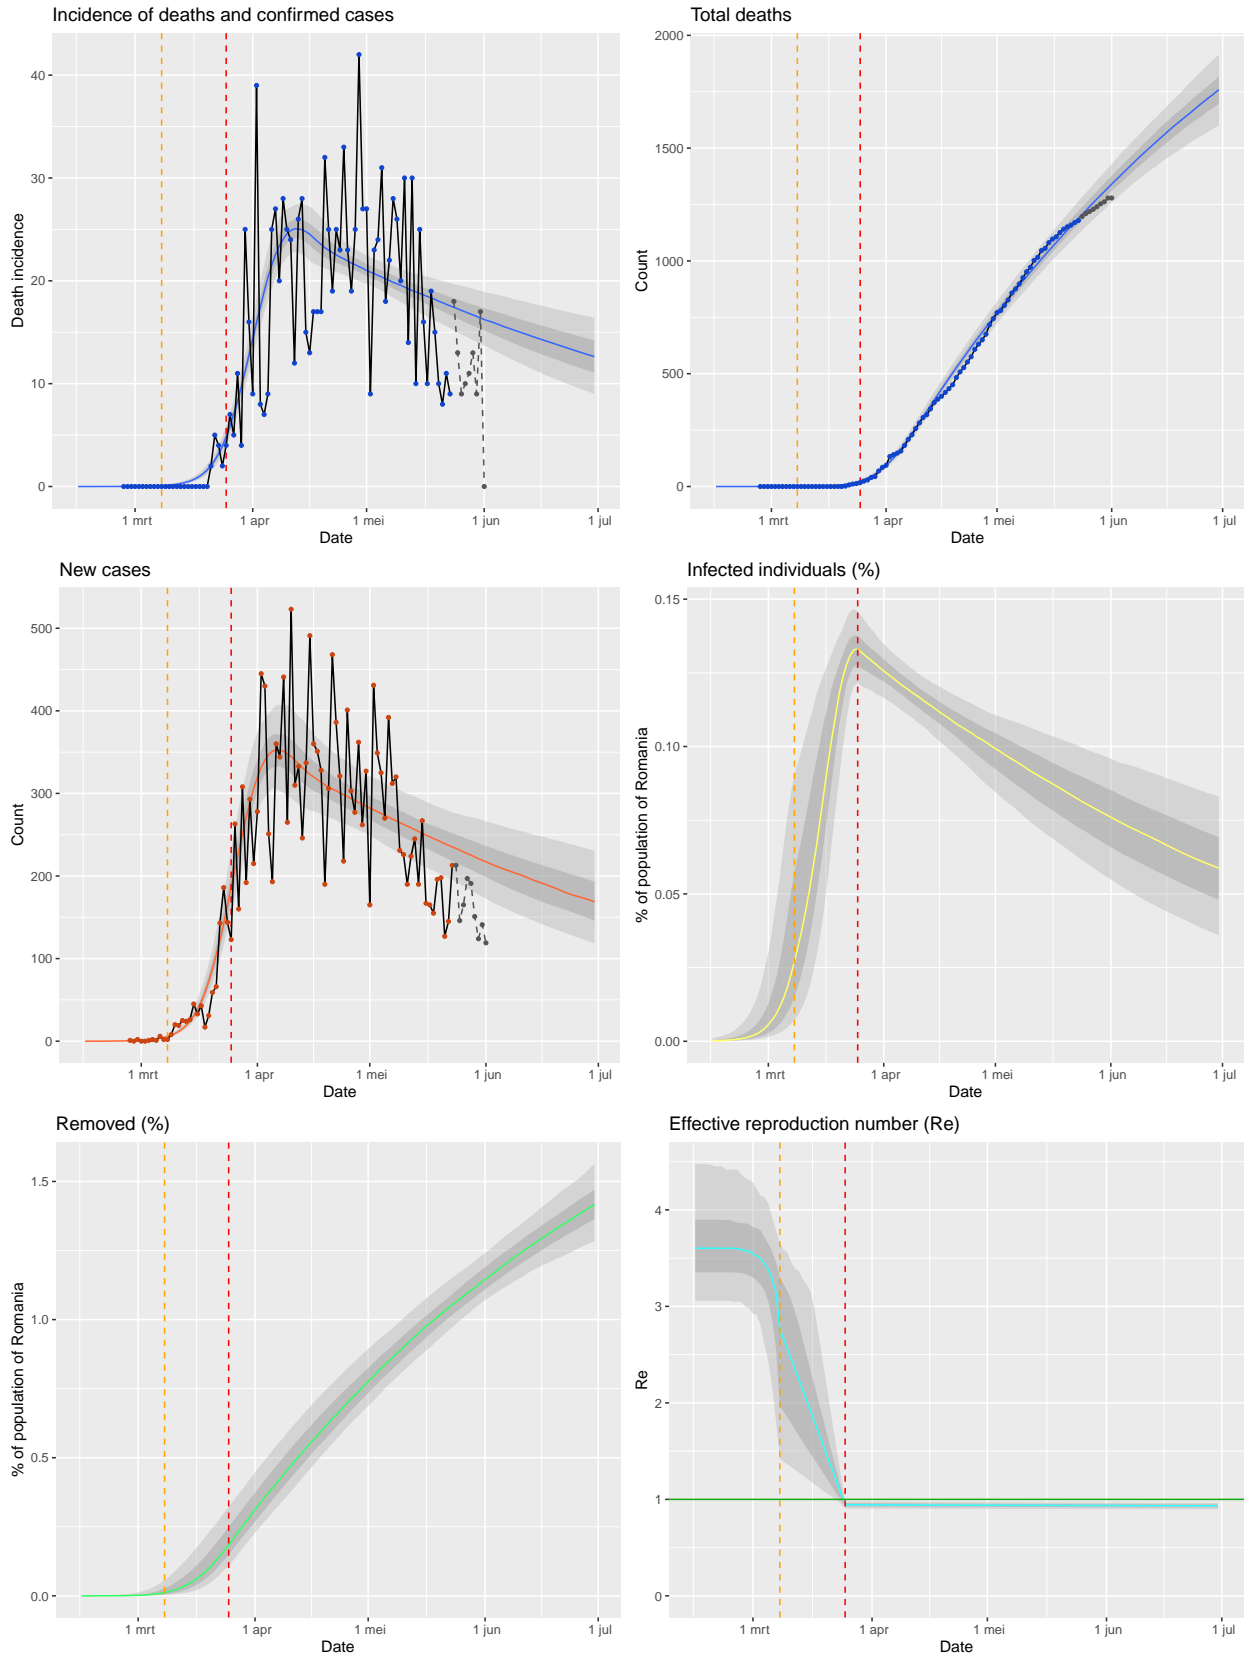 Incidence of deaths and confirmed cases
Death incidence
40
30
20
10
0
1 mrt
1 apr
1 mei
1 jun
1 jul
Date
Total deaths
Count
2000
1500
1000
500
0
1 mrt
1 apr
1 mei
1 jun
1 jul
Date
New cases
Count
500
400
300
200
100
0
1 mrt
1 apr
1 mei
1 jun
1 jul
Date
Infected individuals (%)
% of population of Romania
0.15
0.10
0.05
0.00
1 mrt
1 apr
1 mei
1 jun
1 jul
Date
Removed (%)
% of population of Romania
1.5
1.0
0.5
0.0
1 mrt
1 apr
1 mei
1 jun
1 jul
Date
Effective reproduction number (Re)
Re
4
3
2
1
0
1 mrt
1 apr
1 mei
1 jun
1 jul
Date